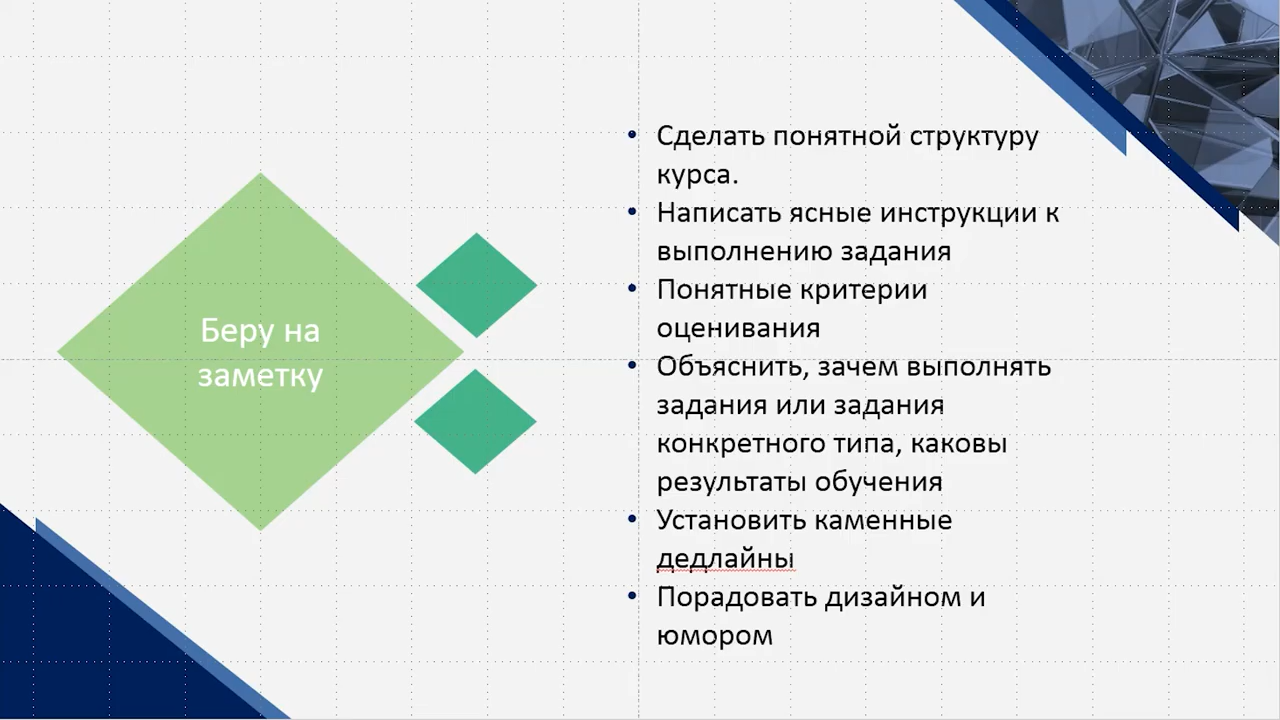 Беру на
заметку
Сделать понятной структуру
курса.
Написать ясные инструкции к
выполнению задания
Понятные критерии
оценивания
Объяснить, зачем выполнять
задания или задания
конкретного типа, каковы
результаты обучения
Установить каменные
дедлайны
Порадовать дизайном и
юмором